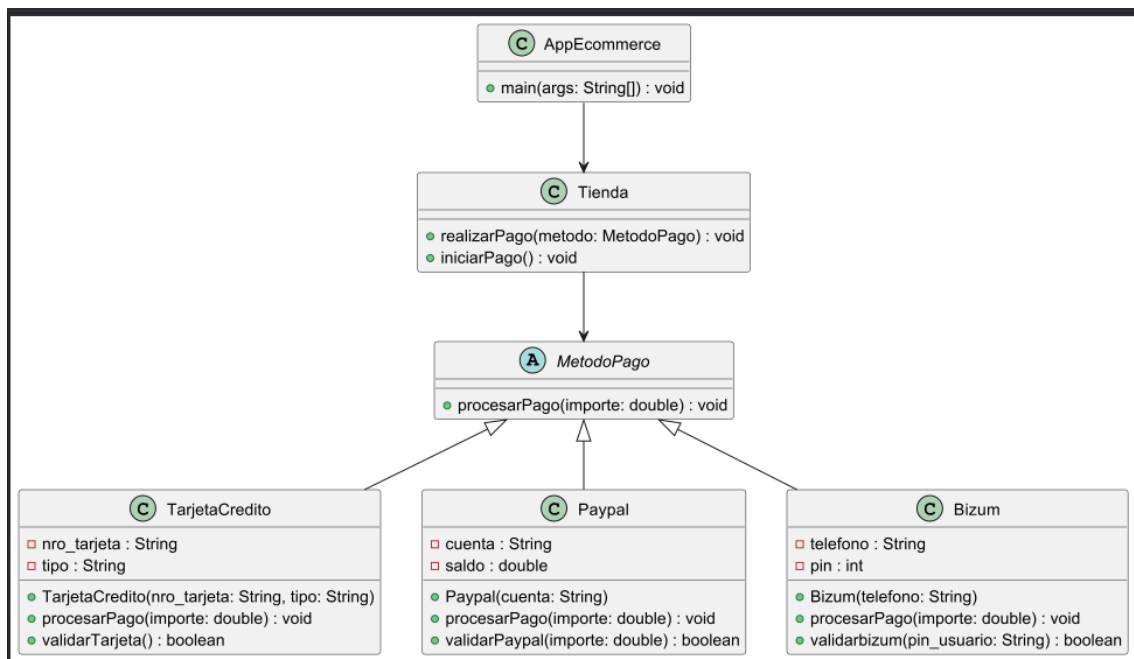 C AppEcommerce
main(args: String[]) : void
C Tienda
realizarPago(metodo: MetodoPago) : void
iniciarPago() : void
A MetodoPago
procesarPago(importe: double) : void
C TarjetaCredito
nro_tarjeta : String
tipo : String
TarjetaCredito(nro_tarjeta: String, tipo: String)
procesarPago(importe: double) : void
validarTarjeta() : boolean
C Paypal
cuenta : String
saldo : double
Paypal(cuenta: String)
procesarPago(importe: double) : void
validarPaypal(importe: double) : boolean
C Bizum
telefono : String
pin : int
Bizum(telefono: String)
procesarPago(importe: double) : void
validarbizum(pin_usuario: String) : boolean